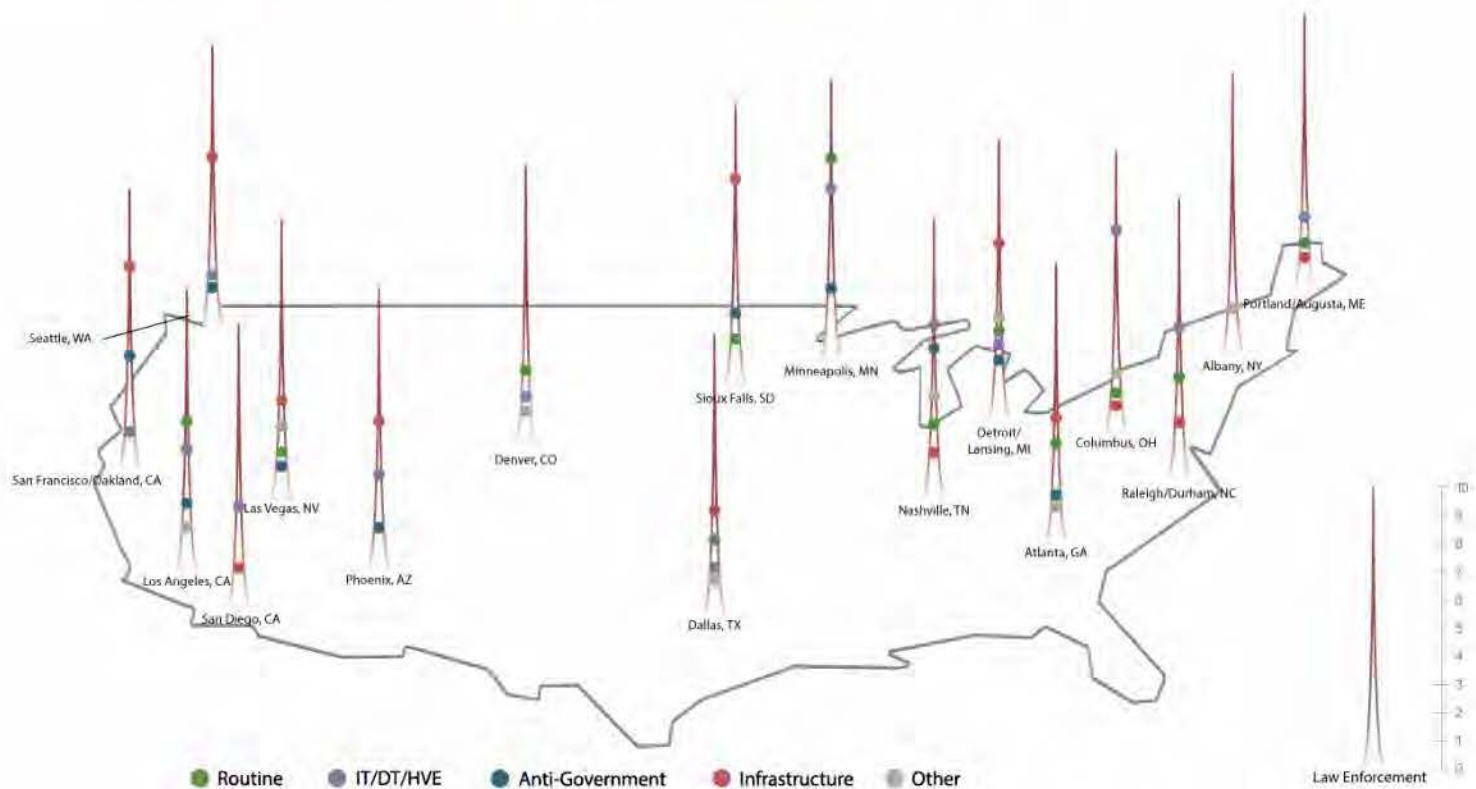 Seattle, WA
San Francisco/Oakland, CA
Los Angeles, CA
San Diego, CA
Las Vegas, NV
Phoenix, AZ
Denver, CO
Sioux Falls, SD
Minneapolis, MN
Dallas, TX
Nashville, TN
Detroit/
Lansing, MI
Atlanta, GA
Columbus, OH
Raleigh/Durham, NC
Albany, NY
Portland/Augusta, ME
10
9
8
7
6
5
4
3
2
1
0
Law Enforcement
Routine
IT/DT/HVE
Anti-Government
Infrastructure
Other